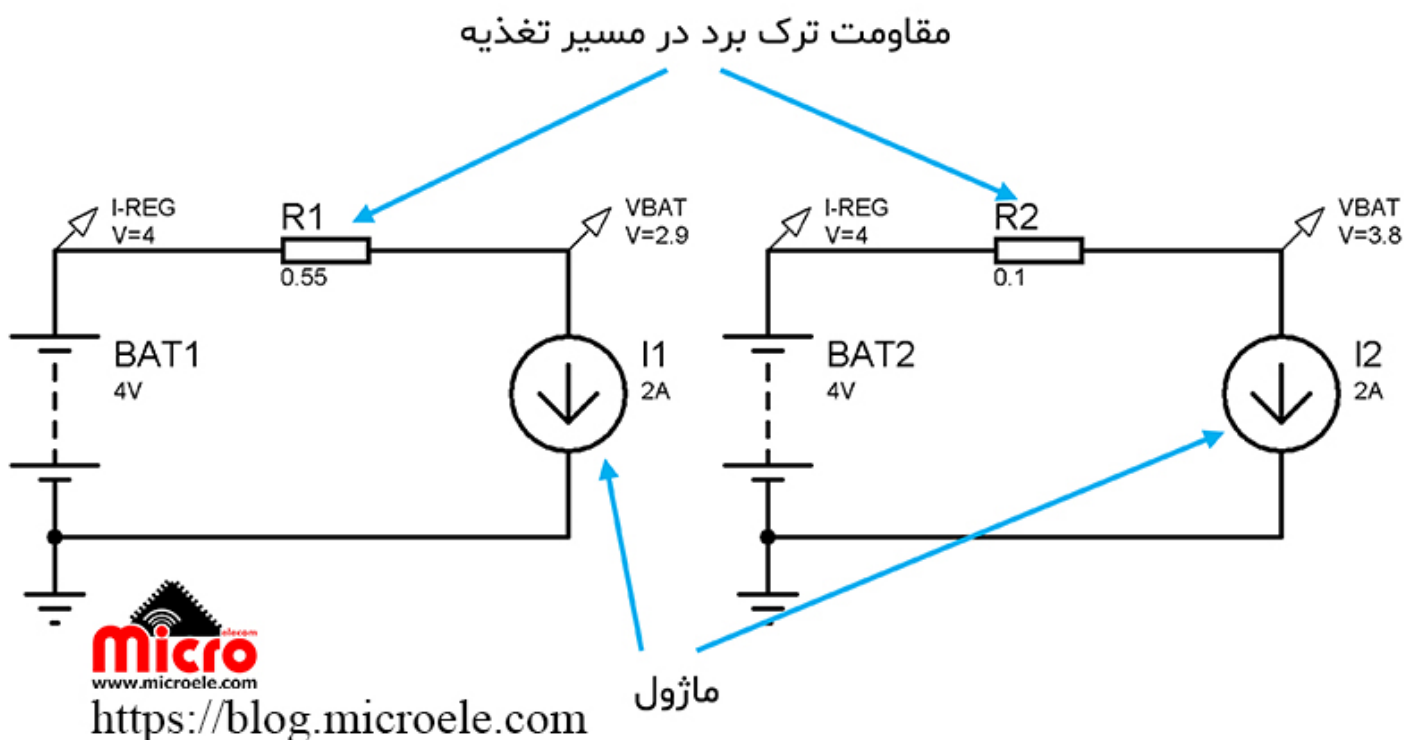 مقاومت ترک برد در مسیر تغذیه
I-REG
V=4
R1
0.55
VBAT
V=2.9
BAT1
4V
I1
2A
I-REG
V=4
R2
0.1
VBAT
V=3.8
BAT2
4V
I2
2A
ماژول
Micro
elecom
www.microele.com
https://blog.microele.com